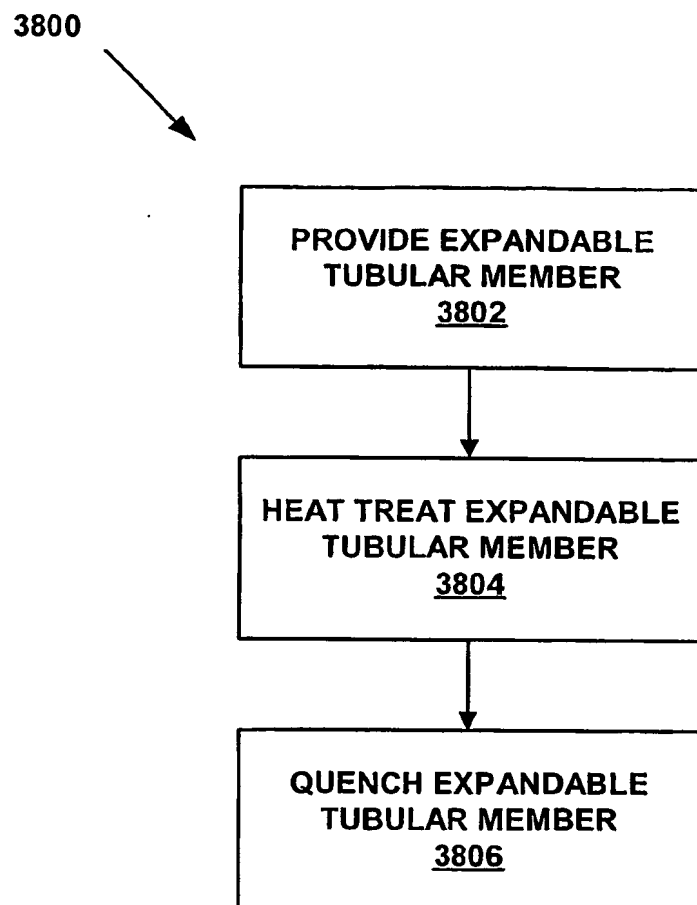 3800
PROVIDE EXPANDABLE
TUBULAR MEMBER
3802
HEAT TREAT EXPANDABLE
TUBULAR MEMBER
3804
QUENCH EXPANDABLE
TUBULAR MEMBER
3806